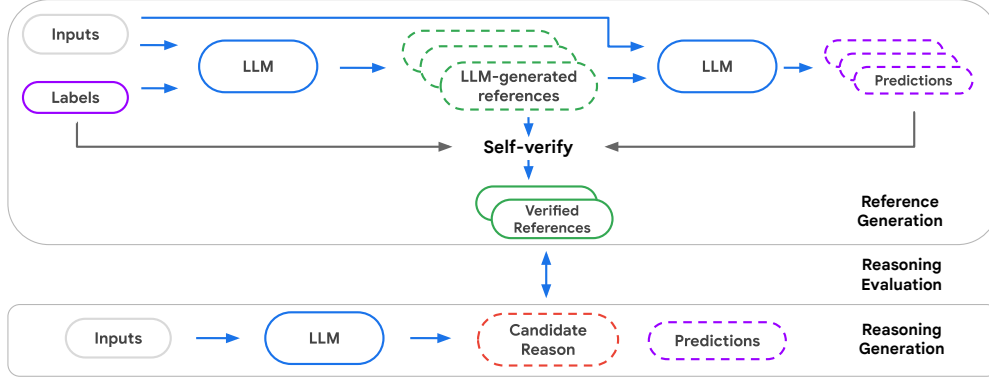 Inputs
Labels
LLM
LLM-generated
references
LLM
Predictions
Self-verify
Verified
References
Reference
Generation
Reasoning
Evaluation
Inputs
LLM
Candidate
Reason
Predictions
Reasoning
Generation